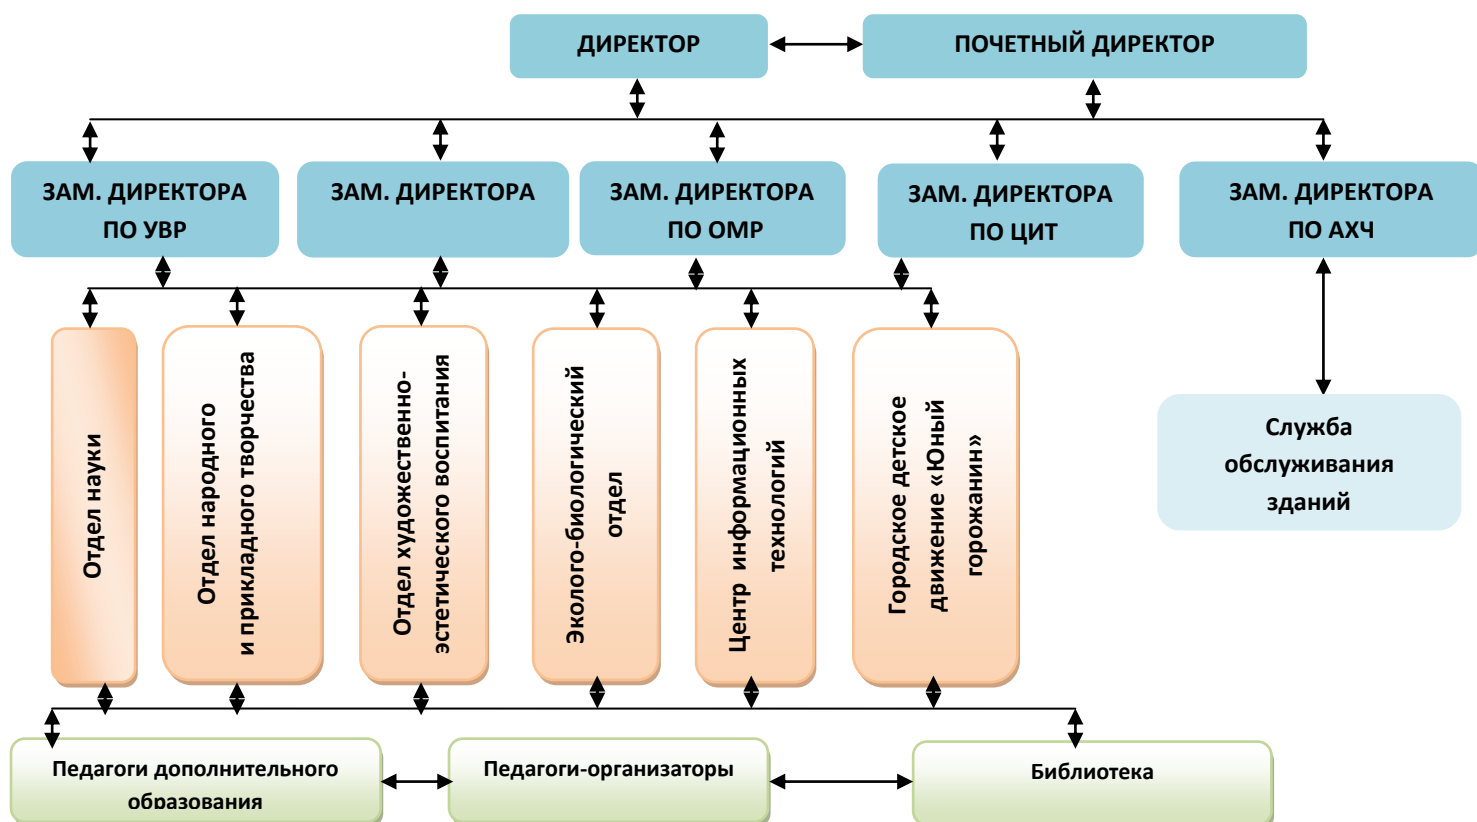 ДИРЕКТОР
ПОЧЕТНЫЙ ДИРЕКТОР
ЗАМ. ДИРЕКТОРА
ПО УВР
ЗАМ. ДИРЕКТОРА
ЗАМ. ДИРЕКТОРА
ПО ОМР
ЗАМ. ДИРЕКТОРА
ПО ЦИТ
ЗАМ. ДИРЕКТОРА
ПО АХЧ
Отдел науки
Отдел народного
и прикладного творчества
Отдел художественно-
эстетического воспитания
Эколого-биологический
отдел
Центр информационных
технологий
Городское детское
движение «Юный
горожанин»
Служба
обслуживания
зданий
Педагоги дополнительного
образования
Педагоги-организаторы
Библиотека